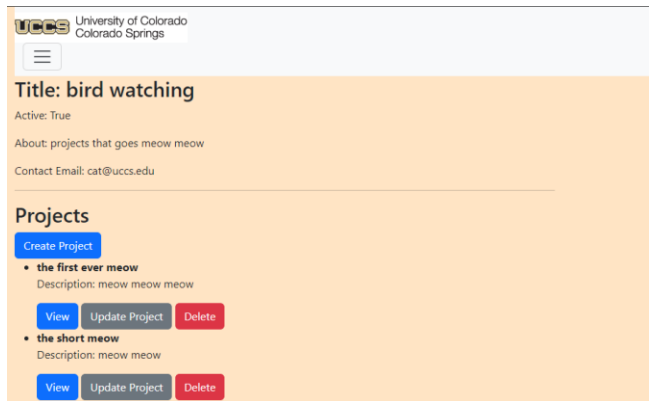 UCCS University of Colorado
Colorado Springs
Title: bird watching
Active: True
About: projects that goes meow meow
Contact Email: cat@uccs.edu
Projects
Create Project
the first ever meow
Description: meow meow meow
View Update Project Delete
the short meow
Description: meow meow
View Update Project Delete